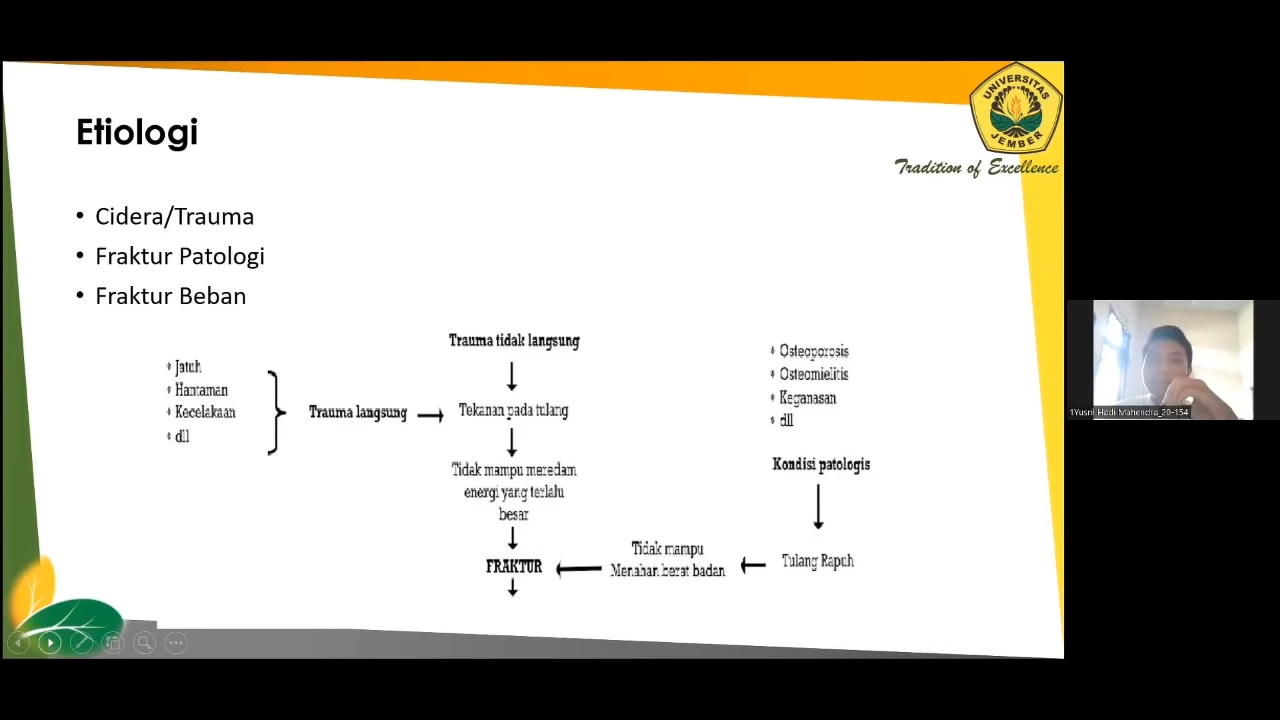 UNIVERSITAS
JEMBER
Tradition of Excellence
Etiologi
• Cidera/Trauma
• Fraktur Patologi
• Fraktur Beban
* Jatuh
* Hantaman
* Kecelakaan
* dll
Trauma langsung
Trauma tidak langsung
Tekanan pada tulang
Tidak mampu meredam
energi yang terlalu
besar
FRAKTUR
Tidak mampu
Menahan berat badan
* Osteoporosis
* Osteomielitis
* Keganasan
* dll
Kondisi patologis
Tulang Rapuh
1Yusril Hadi Mahendra_20-154